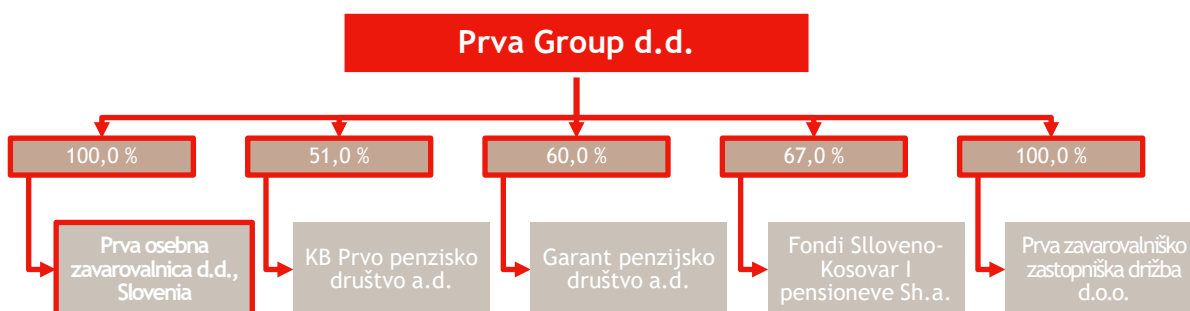 Prva Group d.d.
100,0 %
51,0 %
60,0 %
67,0 %
100,0 %
Prva osebna
zavarovalnica d.d.,
Slovenia
KB Prvo penzisko
društvo a.d.
Garant penzijsko
društvo a.d.
Fondi Slloveno-
Kosovar I
pensioneve Sh.a.
Prva zavarovalniško
zastopniška držba
d.o.o.